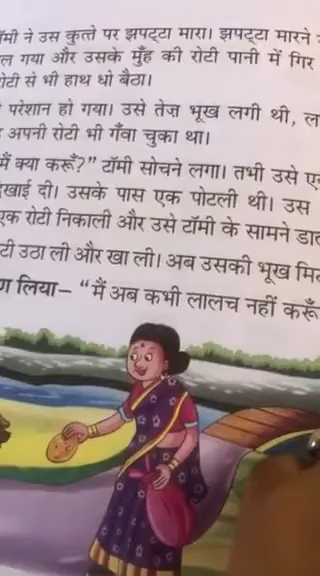 ने उस कुत्ते पर झपट्टा मारा। झपट्टा मारने
गया और उसके मुँह की रोटी पानी में गिर
से भी हाथ धो बैठा।
परेशान हो गया। उसे तेज़ भूख लगी थी,
अपनी रोटी भी गँवा चुका था।
मैं क्या करूँ?” टॉमी सोचने लगा। तभी उसे
दी। उसके पास एक पोटली थी। उस
एक रोटी निकाली और उसे टॉमी के सामने
उठा ली और खा ली। अब उसकी भूख
लिया– “मैं अब कभी लालच नहीं